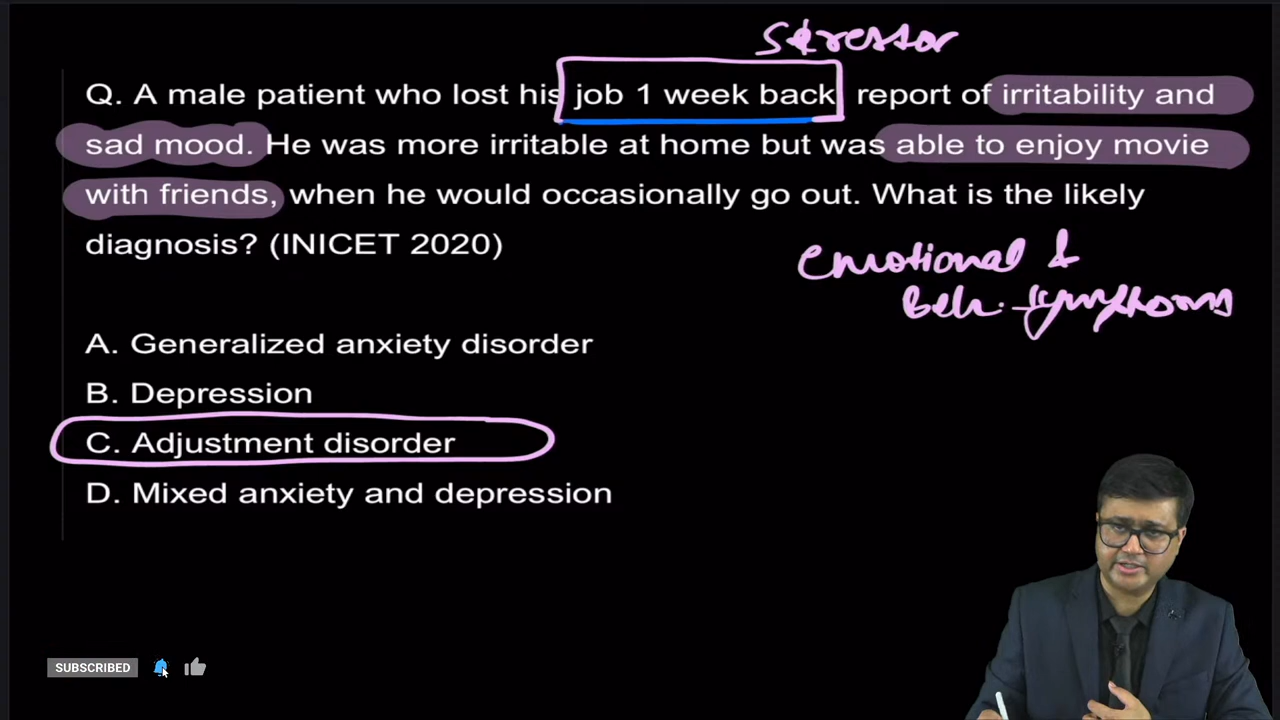 Stressor
Q. A male patient who lost his job 1 week back report of irritability and
sad mood. He was more irritable at home but was able to enjoy movie
with friends, when he would occasionally go out. What is the likely
diagnosis? (INICET 2020)
emotional &
Beh. symptoms
A. Generalized anxiety disorder
B. Depression
C. Adjustment disorder
D. Mixed anxiety and depression
SUBSCRIBED